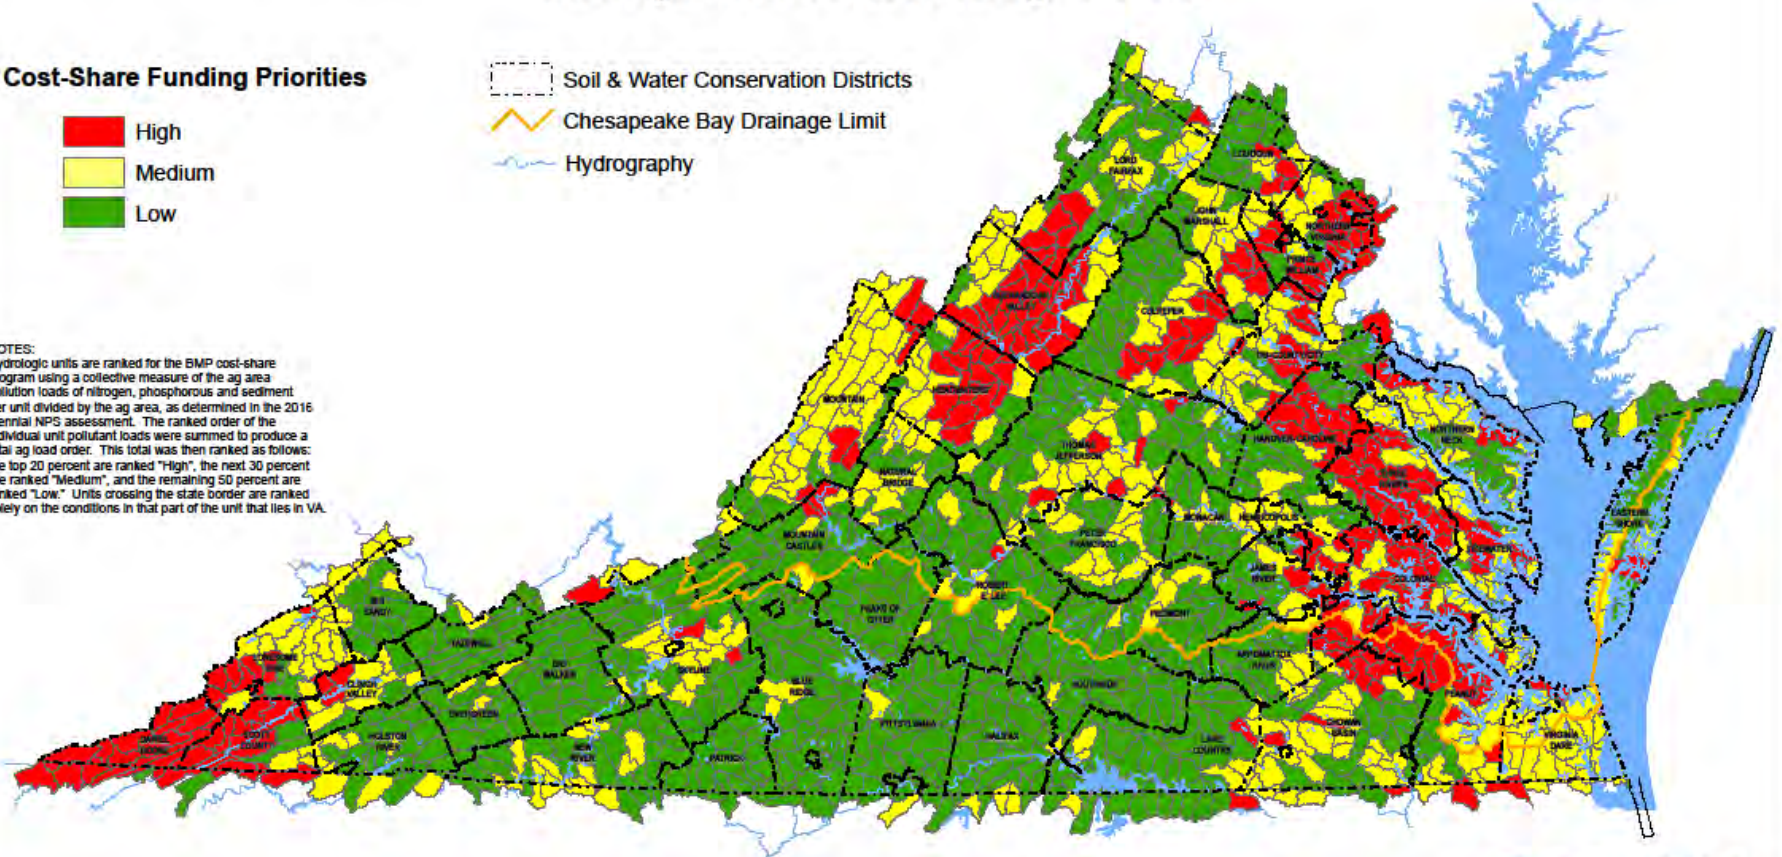 Cost-Share Funding Priorities
High
Medium
Low
Soil & Water Conservation Districts
Chesapeake Bay Drainage Limit
Hydrography
OTES:
ydrologic units are ranked for the BMP cost-share
ogram using a collective measure of the ag area
llution loads of nitrogen, phosphorous and sediment
er unit divided by the ag area, as determined in the 2016
ennial NPS assessment. The ranked order of the
dividual unit pollutant loads were summed to produce a
tal ag load order. This total was then ranked as follows:
e top 20 percent are ranked "High", the next 30 percent
e ranked "Medium", and the remaining 50 percent are
nked "Low." Units crossing the state border are ranked
lely on the conditions in that part of the unit that lies in VA.
LORD
FAIRFAX
LOUDOUN
JOHN
MARSHALL
NORTHERN
VIRGINIA
PRINCE
WILLIAM
CULPEPER
TRI-COUNTY/CITY
MOUNTAIN
NATURAL
BRIDGE
THOMAS
JEFFERSON
HANOVER-CAROLINE
NORTHERN
NECK
EASTERN
SHORE
TIDEWATER
COLONIAL
HENRICOPOLIS
MONACAN
JAMES
RIVER
PETER
FRANCISCO
MOUNTAIN
CASTLES
ROBERT
E. LEE
PEAKS OF
OTTER
PIEDMONT
APPOMATTOX
RIVER
BIG
SANDY
TAZEWELL
LONESOME
PINE
CLINCH
VALLEY
BIG
WALKER
SKYLINE
BLUE
RIDGE
SOUTHSIDE
PEANUT
EVERGREEN
DANIEL
BOONE
SCOTT
COUNTY
HOLSTON
RIVER
NEW
RIVER
PATRICK
PITTSYLVANIA
HALIFAX
LAKE
COUNTRY
CHOWAN
BASIN
VIRGINIA
DARE